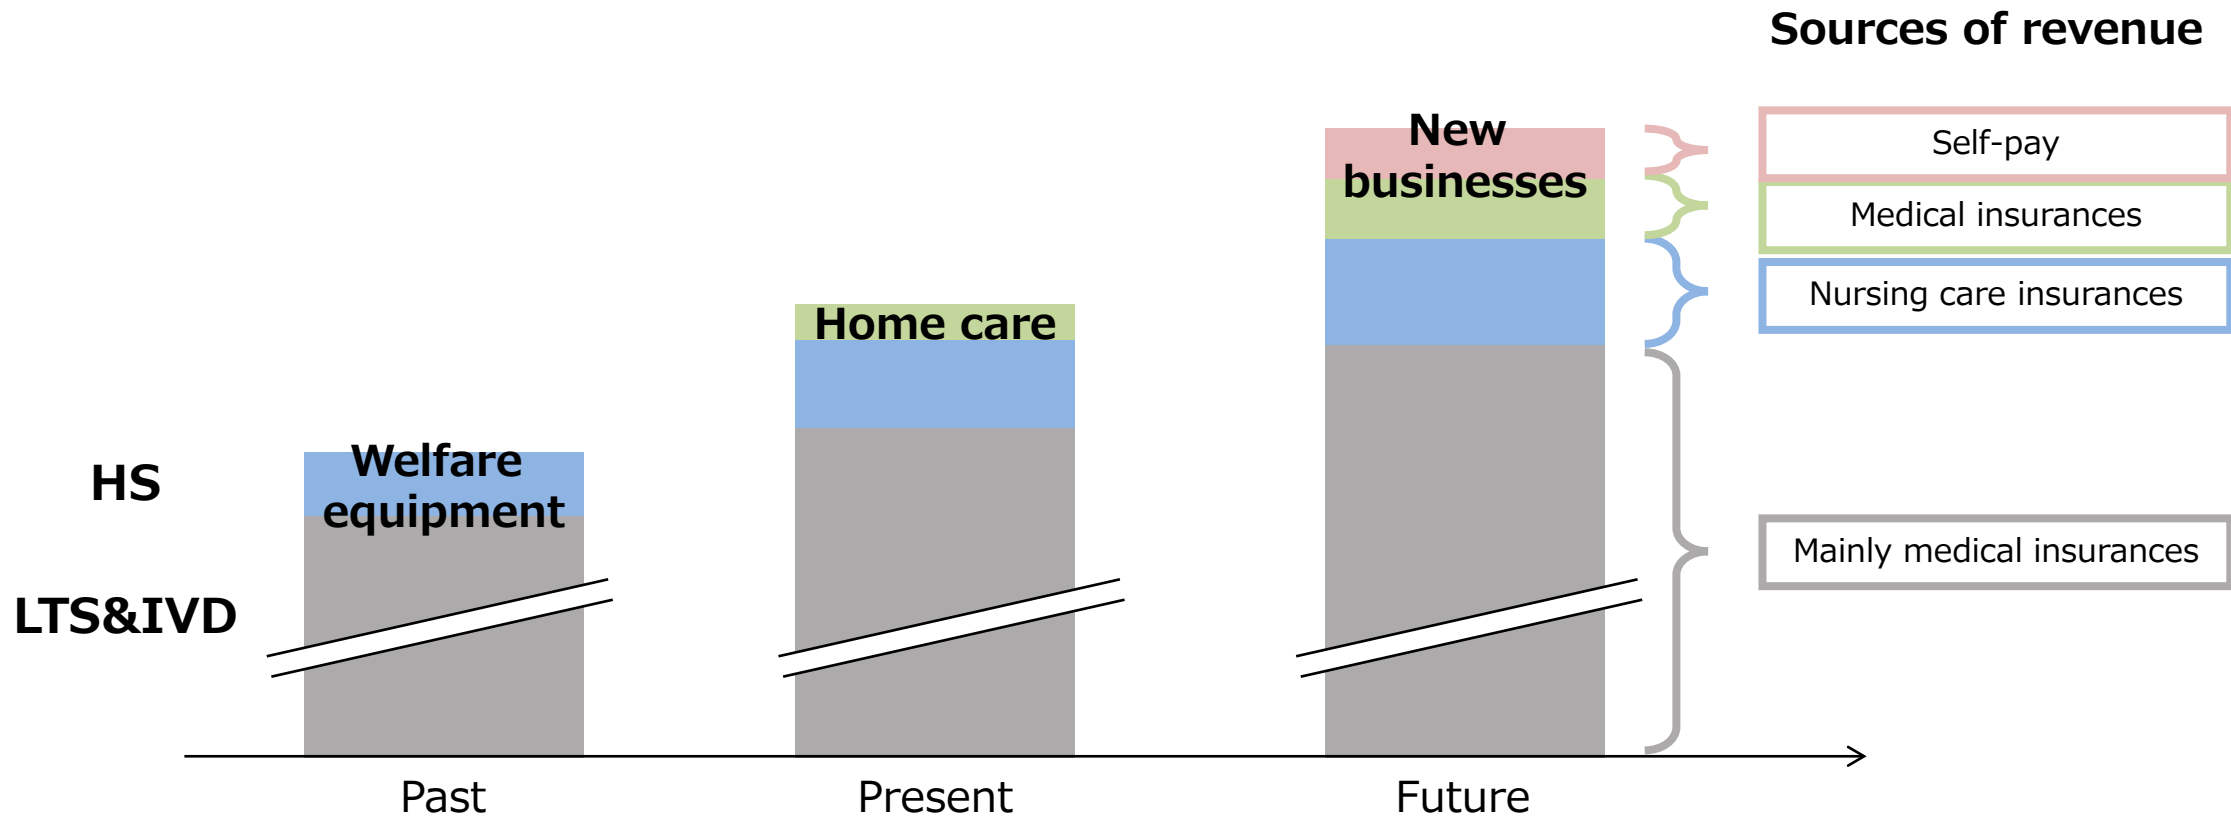 Sources of revenue
New
businesses
Self-pay
Medical insurances
Nursing care insurances
Home care
Welfare
equipment
HS
Mainly medical insurances
LTS&IVD
Past
Present
Future